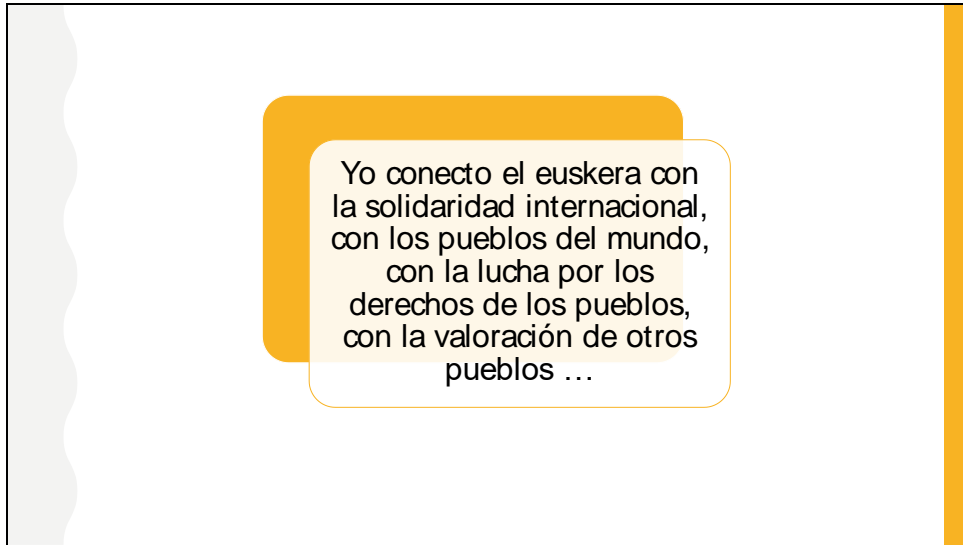 Yo conecto el euskera con
la solidaridad internacional,
con los pueblos del mundo,
con la lucha por los
derechos de los pueblos,
con la valoración de otros
pueblos …